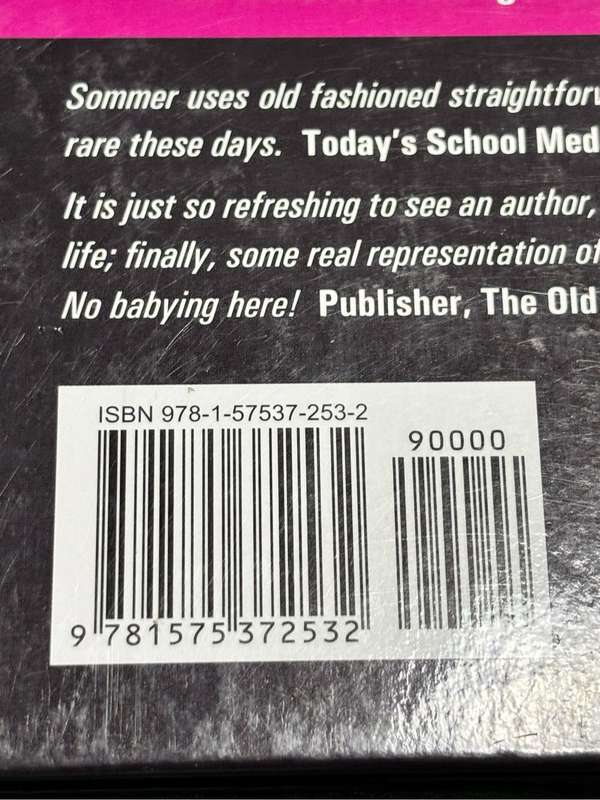 Sommer uses old fashioned
rare these days. Today's School
It is just so refreshing to see an author,
life; finally, some real representation of
No babying here! Publisher, The Old
ISBN 978-1-57537-253-2
90000
9 781575 372532